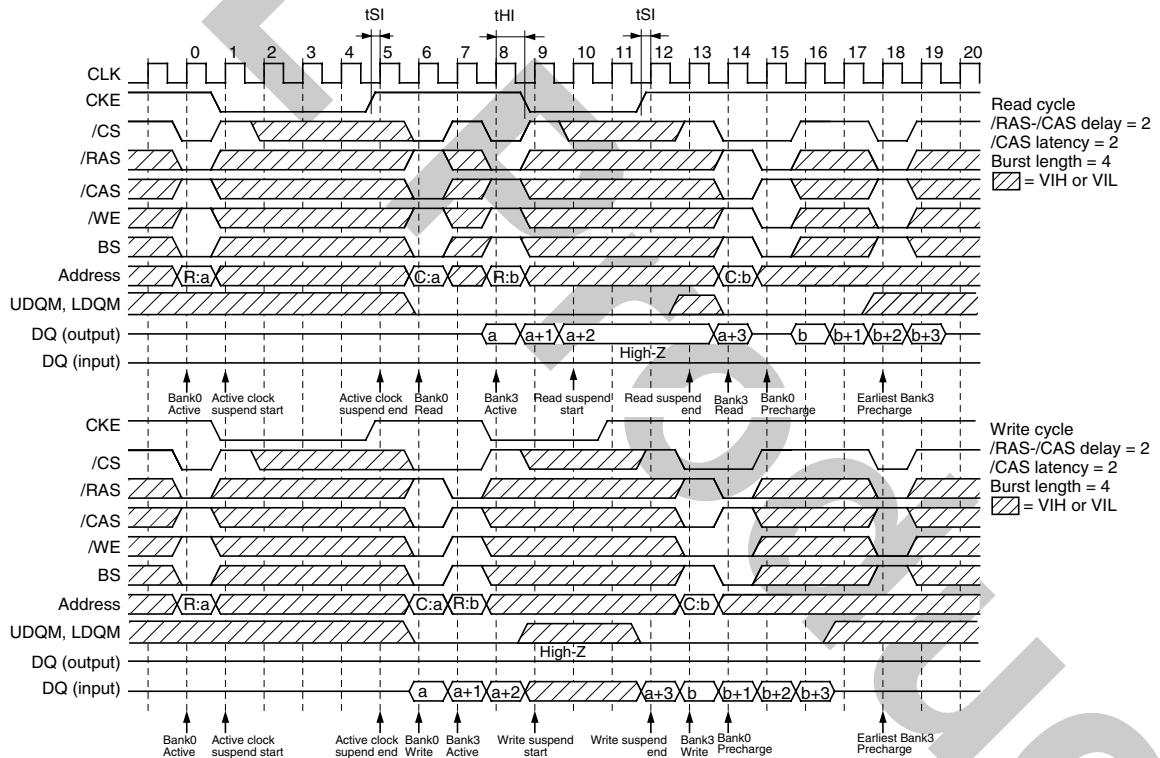 tSI tHI tSI
0 1 2 3 4 5 6 7 8 9 10 11 12 13 14 15 16 17 18 19 20
CLK
CKE
/CS
/RAS
/CAS
/WE
BS
Address R:a C:a R:b C:b
UDQM, LDQM
DQ (output) a a+1 a+2 a+3 b b+1 b+2 b+3
High-Z
DQ (input)
Read cycle
/RAS-/CAS delay = 2
/CAS latency = 2
Burst length = 4
= VIH or VIL
Bank0 Active
Active clock suspend start
Active clock suspend end
Bank0 Read
Bank3 Active
Read suspend start
Read suspend end
Bank3 Read
Bank0 Precharge
Earliest Bank3 Precharge
CKE
/CS
/RAS
/CAS
/WE
BS
Address R:a C:a R:b C:b
UDQM, LDQM
High-Z
DQ (output)
DQ (input) a a+1 a+2 a+3 b b+1 b+2 b+3
Write cycle
/RAS-/CAS delay = 2
/CAS latency = 2
Burst length = 4
= VIH or VIL
Bank0 Active
Active clock suspend start
Active clock supend end
Bank0 Write
Bank3 Active
Write suspend start
Write suspend end
Bank3 Write
Bank0 Precharge
Earliest Bank3 Precharge